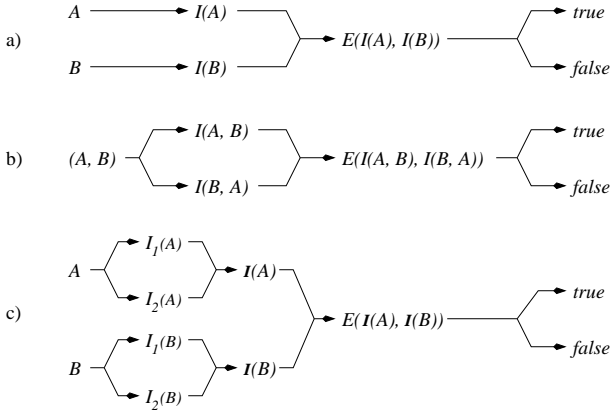 a) A I(A) E(I(A), I(B)) true
B I(B) false
b) (A, B) I(A, B) E(I(A, B), I(B, A)) true
I(B, A) false
c) A I₁(A) I(A) E(I(A), I(B)) true
I₂(A)
B I₁(B) I(B) false
I₂(B)